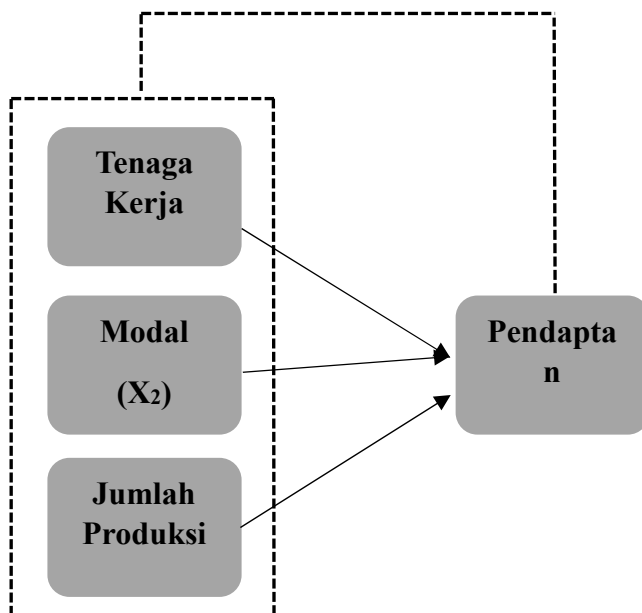 Tenaga
Kerja
Modal
(X₂)
Jumlah
Produksi
Pendapta
n